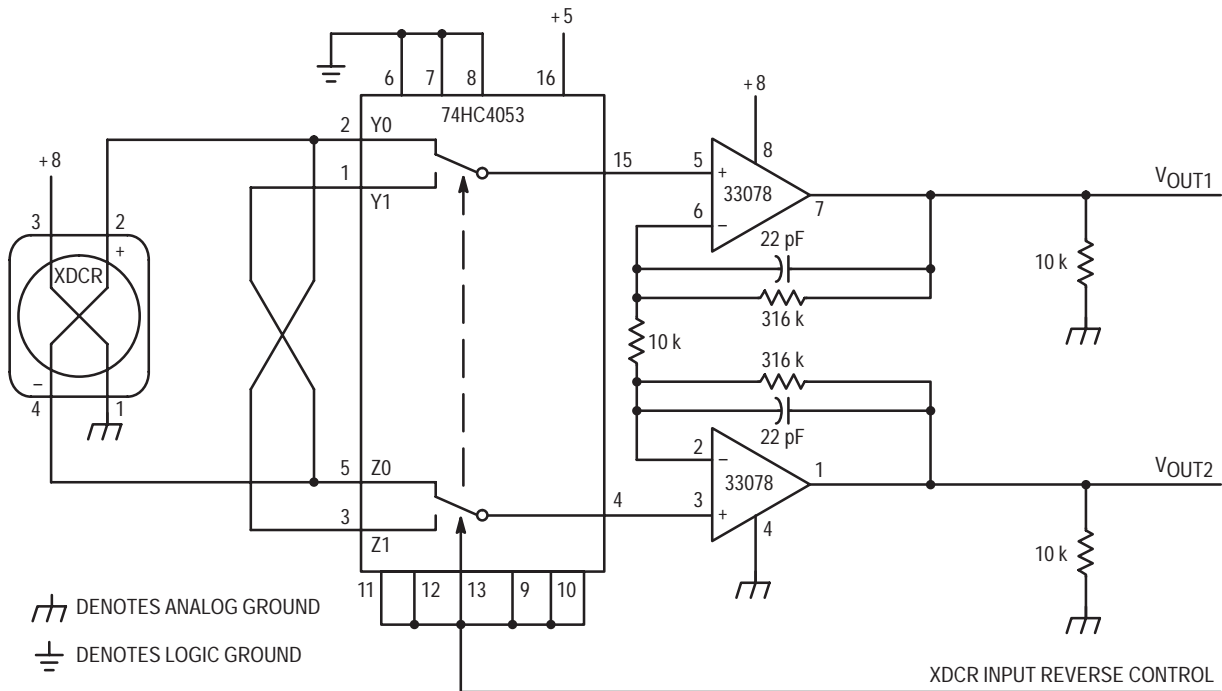 +5
6
7
8
16
74HC4053
+8
2
Y0
1
Y1
15
5
+
8
33078
7
6
−
VOUT1
+8
3
2
+
XDCR
−
4
1
22 pF
316 k
10 k
10 k
316 k
22 pF
5
Z0
3
Z1
4
2
−
33078
1
3
+
4
VOUT2
10 k
11
12
13
9
10
DENOTES ANALOG GROUND
DENOTES LOGIC GROUND
XDCR INPUT REVERSE CONTROL